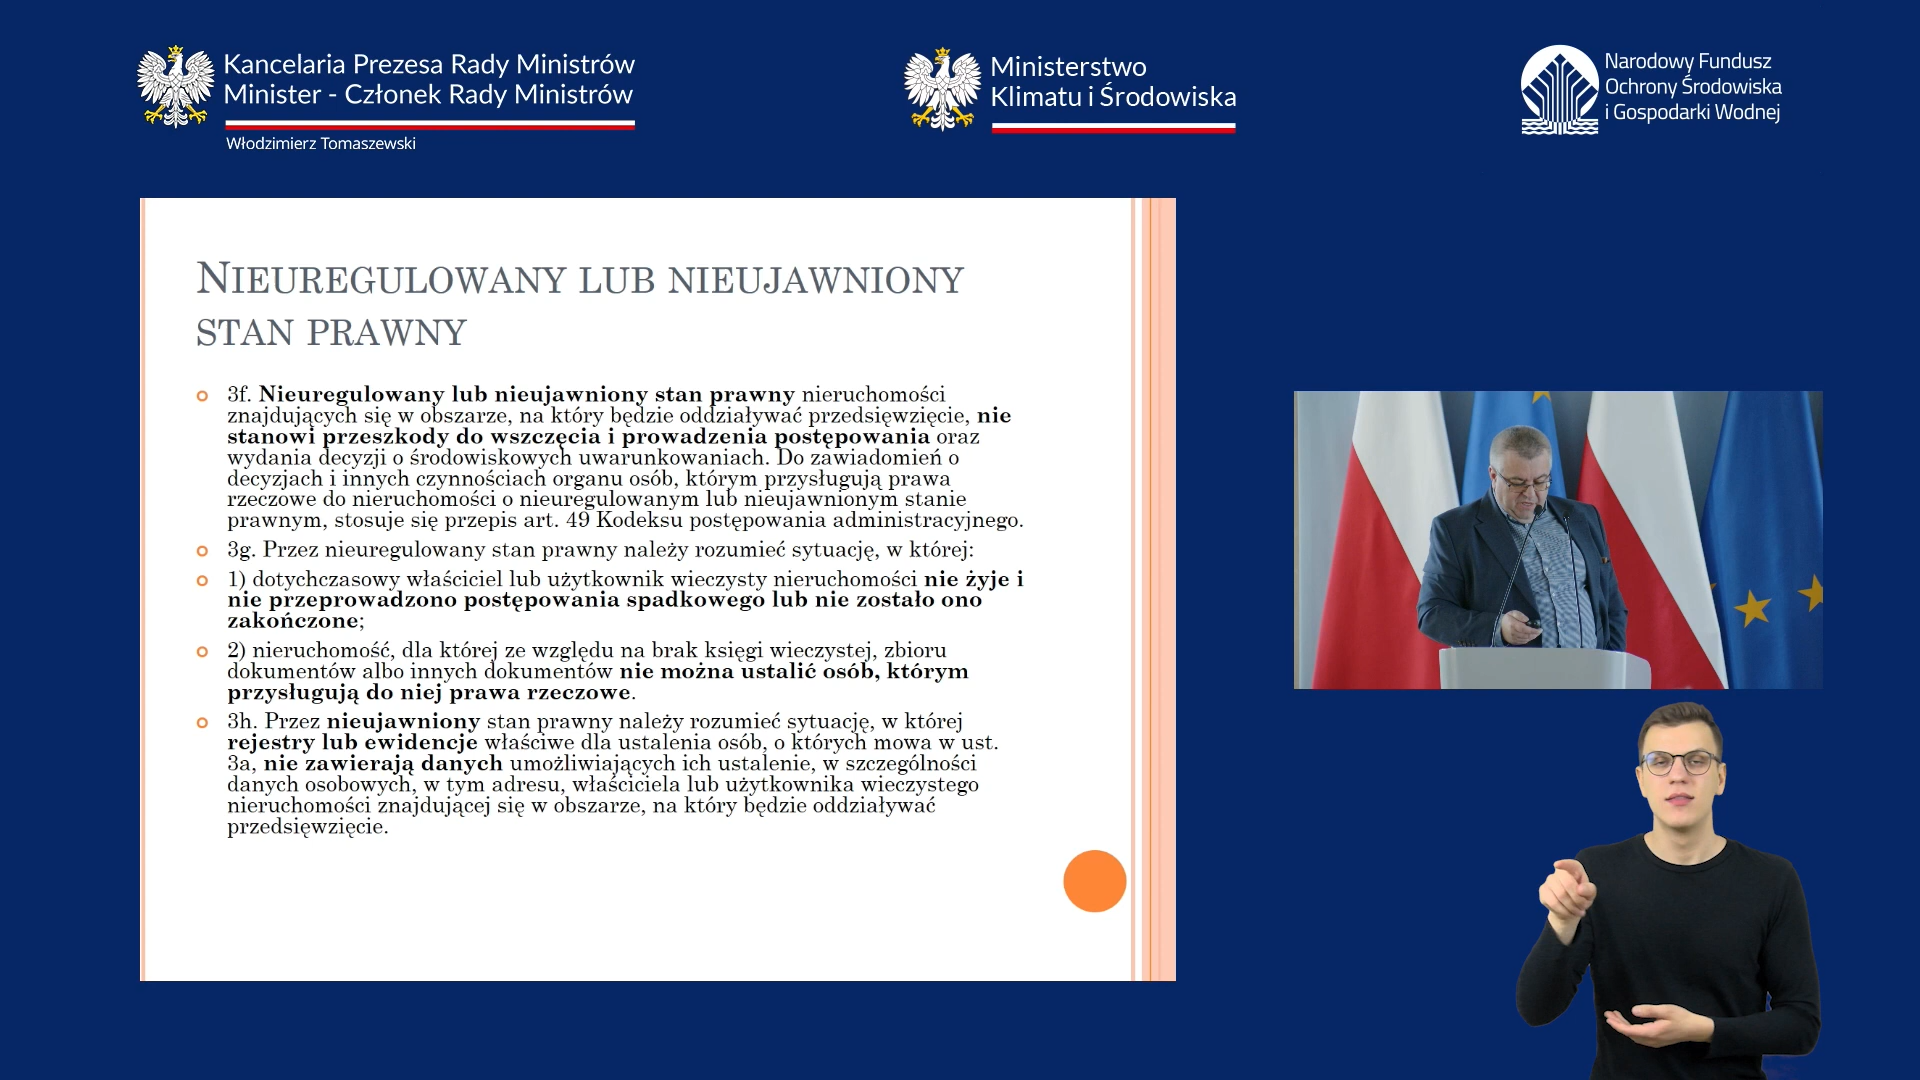 Kancelaria Prezesa Rady Ministrów
Minister - Członek Rady Ministrów
Włodzimierz Tomaszewski
Ministerstwo
Klimatu i Środowiska
Narodowy Fundusz
Ochrony Środowiska
i Gospodarki Wodnej
NIEUREGULOWANY LUB NIEUJAWNIONY
STAN PRAWNY
3f. Nieuregulowany lub nieujawniony stan prawny nieruchomości
znajdujących się w obszarze, na który będzie oddziaływać przedsięwzięcie, nie
stanowi przeszkody do wszczęcia i prowadzenia postępowania oraz
wydania decyzji o środowiskowych uwarunkowaniach. Do zawiadomień o
decyzjach i innych czynnościach organu osób, którym przysługują prawa
rzeczowe do nieruchomości o nieuregulowanym lub nieujawnionym stanie
prawnym, stosuje się przepis art. 49 Kodeksu postępowania administracyjnego.
3g. Przez nieuregulowany stan prawny należy rozumieć sytuację, w której:
1) dotychczasowy właściciel lub użytkownik wieczysty nieruchomości nie żyje i
nie przeprowadzono postępowania spadkowego lub nie zostało ono
zakończone;
2) nieruchomość, dla której ze względu na brak księgi wieczystej, zbioru
dokumentów albo innych dokumentów nie można ustalić osób, którym
przysługują do niej prawa rzeczowe.
3h. Przez nieujawniony stan prawny należy rozumieć sytuację, w której
rejestry lub ewidencje właściwe dla ustalenia osób, o których mowa w ust.
3a, nie zawierają danych umożliwiających ich ustalenie, w szczególności
danych osobowych, w tym adresu, właściciela lub użytkownika wieczystego
nieruchomości znajdującej się w obszarze, na który będzie oddziaływać
przedsięwzięcie.